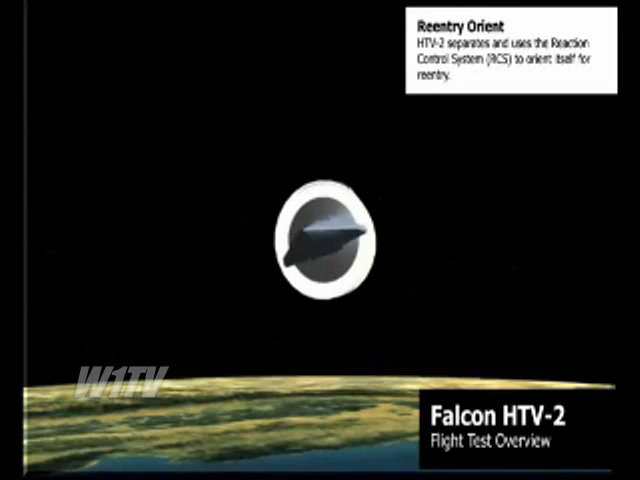 Reentry Orient
HTV-2 separates and uses the Reaction
Control System (RCS) to orient itself for
reentry.
W1TV
Falcon HTV-2
Flight Test Overview